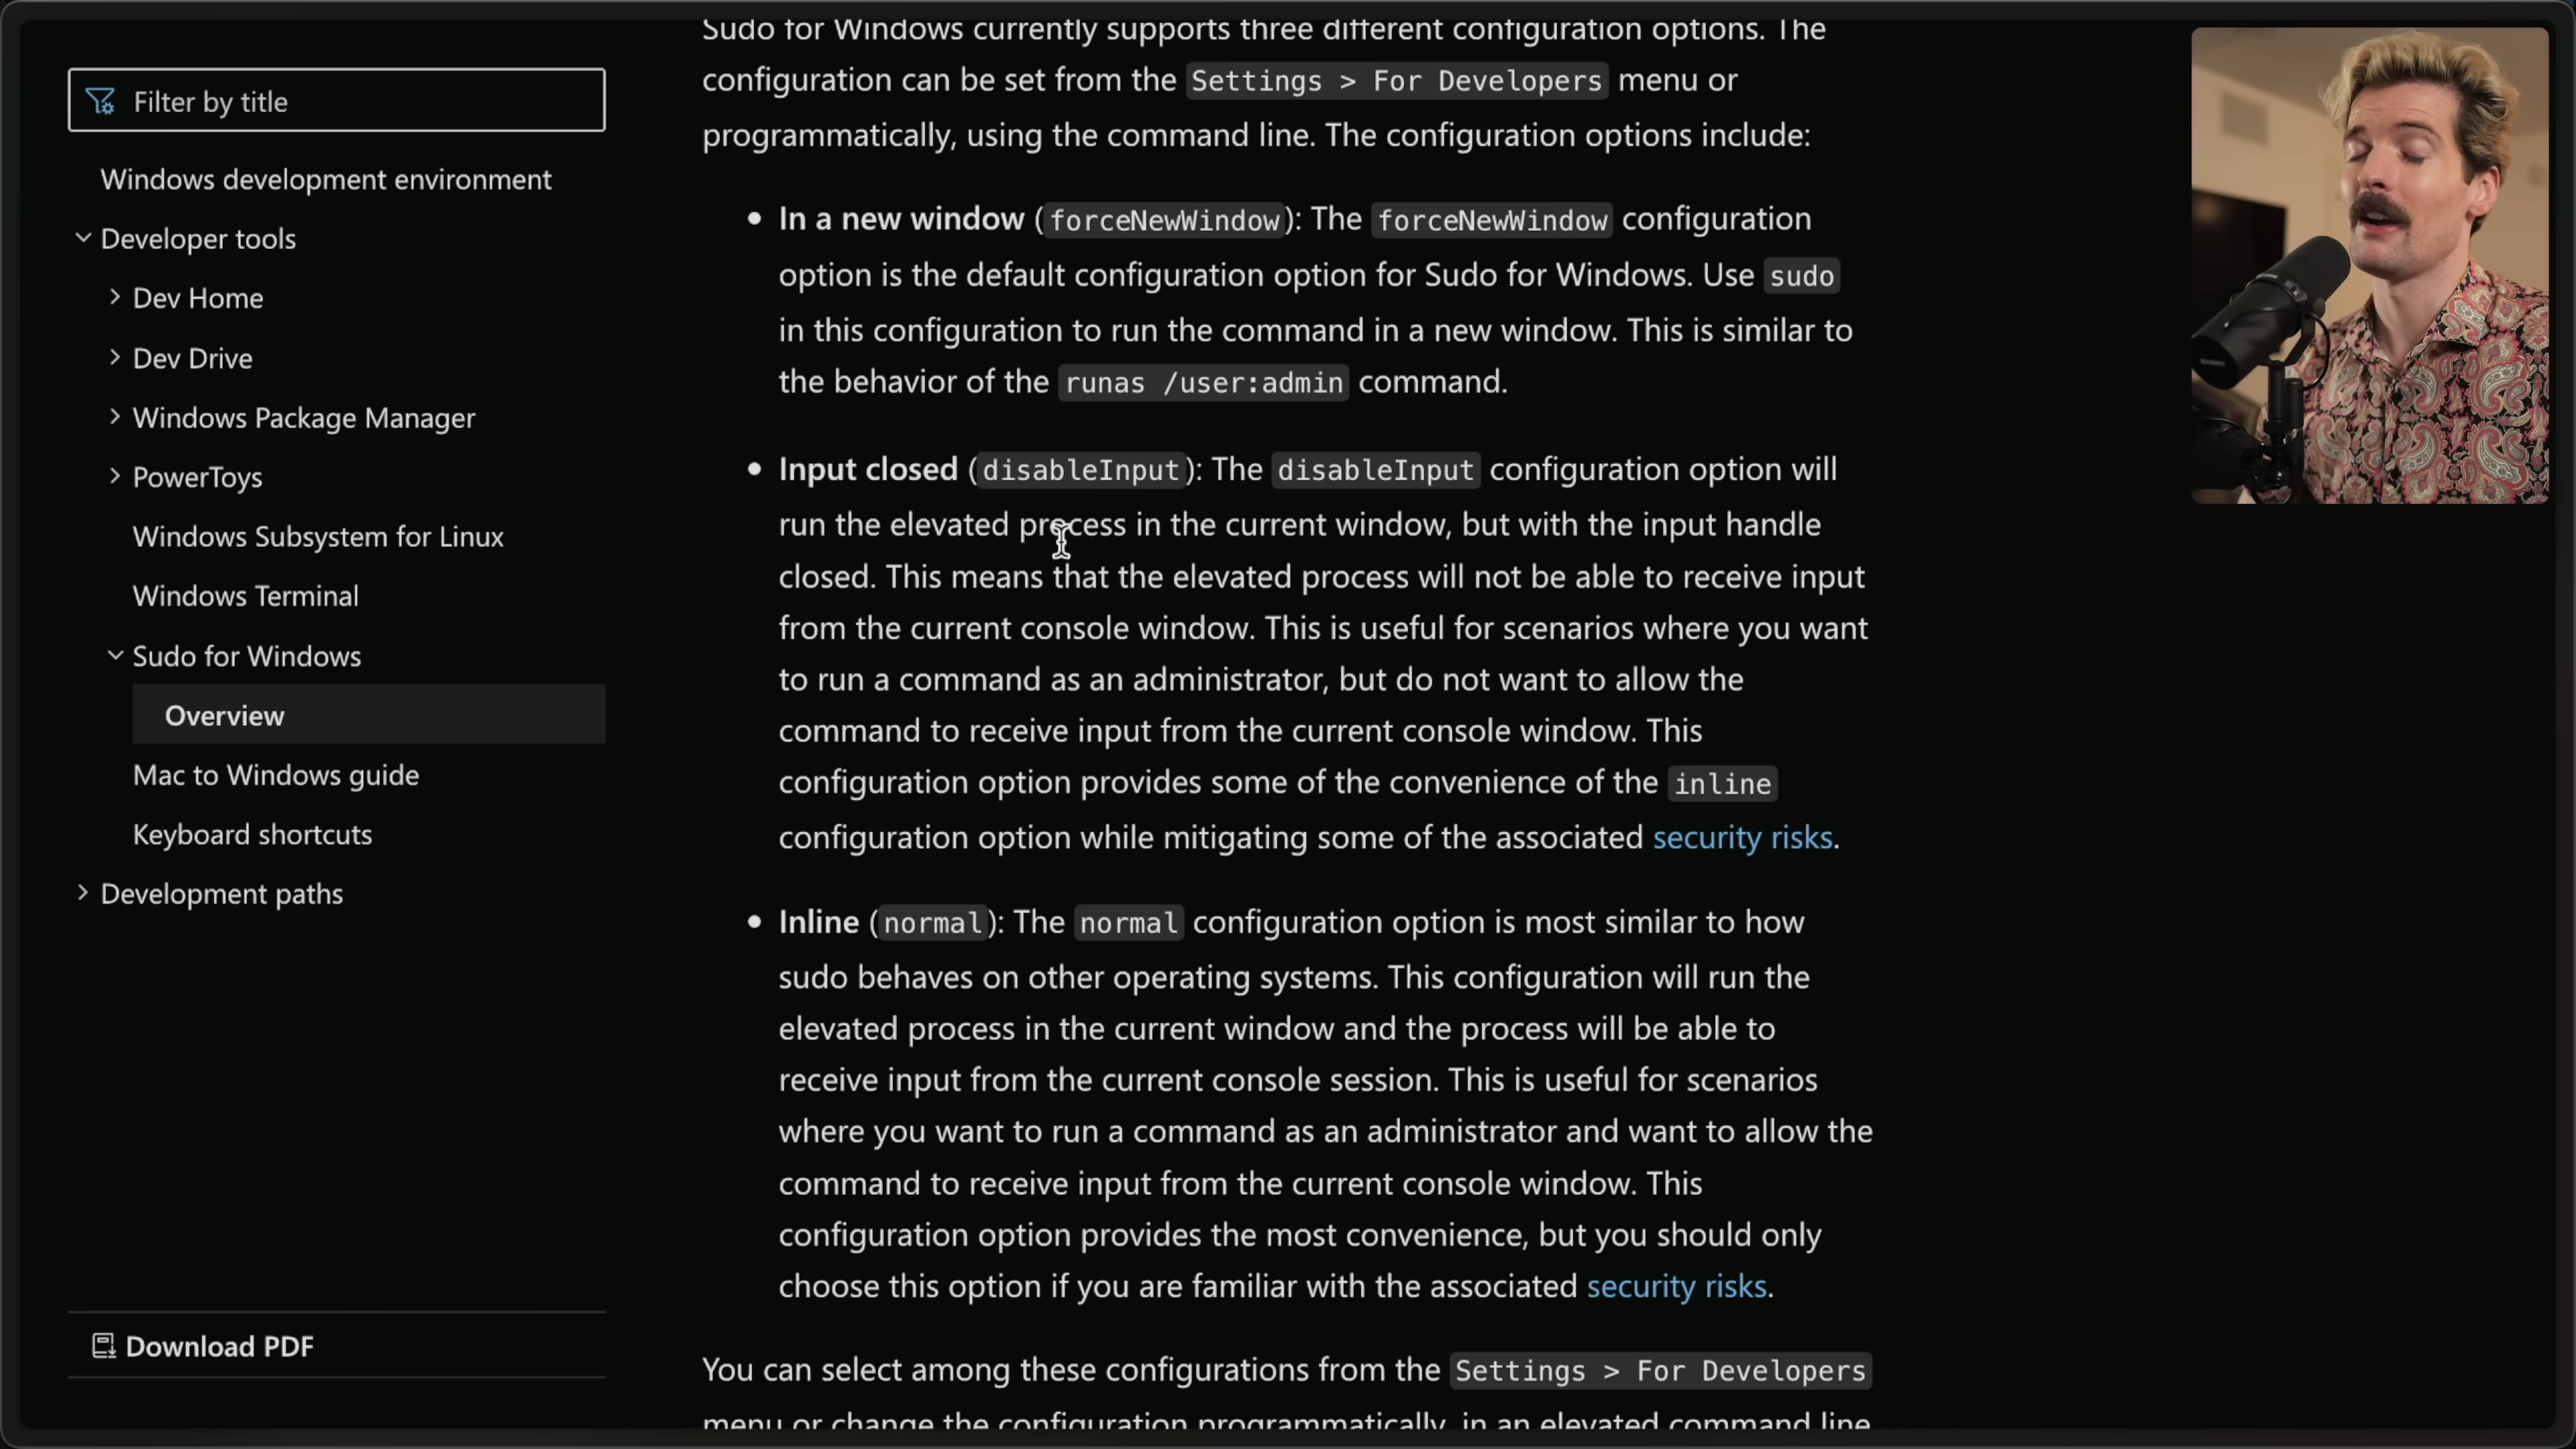 Filter by title
Windows development environment
Developer tools
Dev Home
Dev Drive
Windows Package Manager
PowerToys
Windows Subsystem for Linux
Windows Terminal
Sudo for Windows
Overview
Mac to Windows guide
Keyboard shortcuts
Development paths
Download PDF
Sudo for Windows currently supports three different configuration options. The
configuration can be set from the Settings > For Developers menu or
programmatically, using the command line. The configuration options include:
• In a new window (forceNewWindow): The forceNewWindow configuration
option is the default configuration option for Sudo for Windows. Use sudo
in this configuration to run the command in a new window. This is similar to
the behavior of the runas /user:admin command.
• Input closed (disableInput): The disableInput configuration option will
run the elevated process in the current window, but with the input handle
closed. This means that the elevated process will not be able to receive input
from the current console window. This is useful for scenarios where you want
to run a command as an administrator, but do not want to allow the
command to receive input from the current console window. This
configuration option provides some of the convenience of the inline
configuration option while mitigating some of the associated security risks.
• Inline (normal): The normal configuration option is most similar to how
sudo behaves on other operating systems. This configuration will run the
elevated process in the current window and the process will be able to
receive input from the current console session. This is useful for scenarios
where you want to run a command as an administrator and want to allow the
command to receive input from the current console window. This
configuration option provides the most convenience, but you should only
choose this option if you are familiar with the associated security risks.
You can select among these configurations from the Settings > For Developers
menu or change the configuration programmatically, in an elevated command line